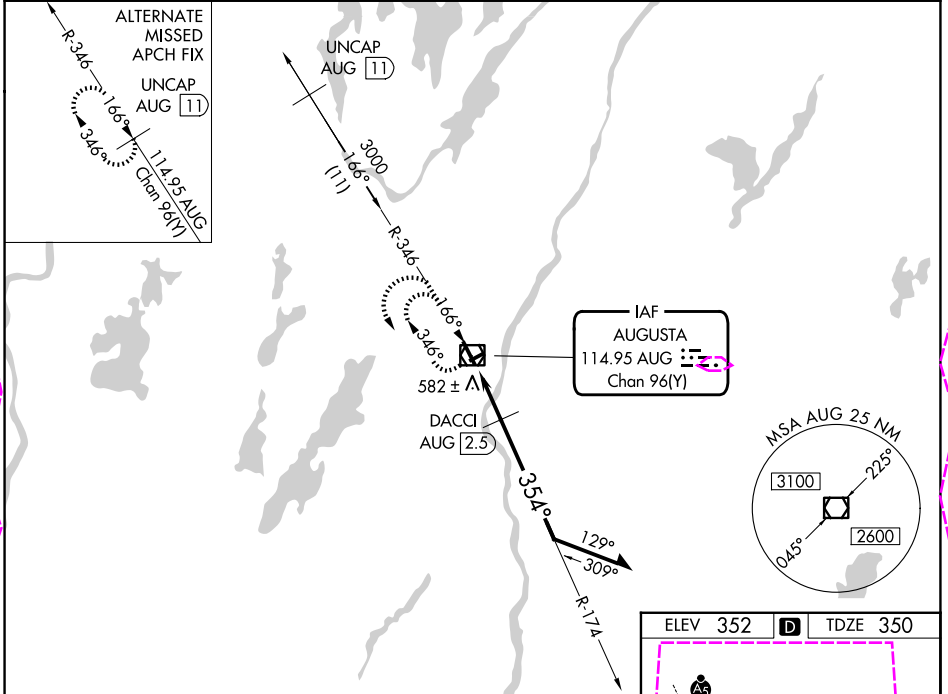 ALTERNATE
MISSED
APCH FIX
UNCAP
AUG 11
R-346
166°
346°
114.95 AUG
Chan 96(Y)
UNCAP
AUG 11
3000
166°
(11)
R-346
166°
346°
582 ±
DACCI
AUG 2.5
IAF
AUGUSTA
114.95 AUG
Chan 96(Y)
354°
129°
309°
R-174
MSA AUG 25 NM
3100
225°
045°
2600
ELEV 352 D TDZE 350
A5